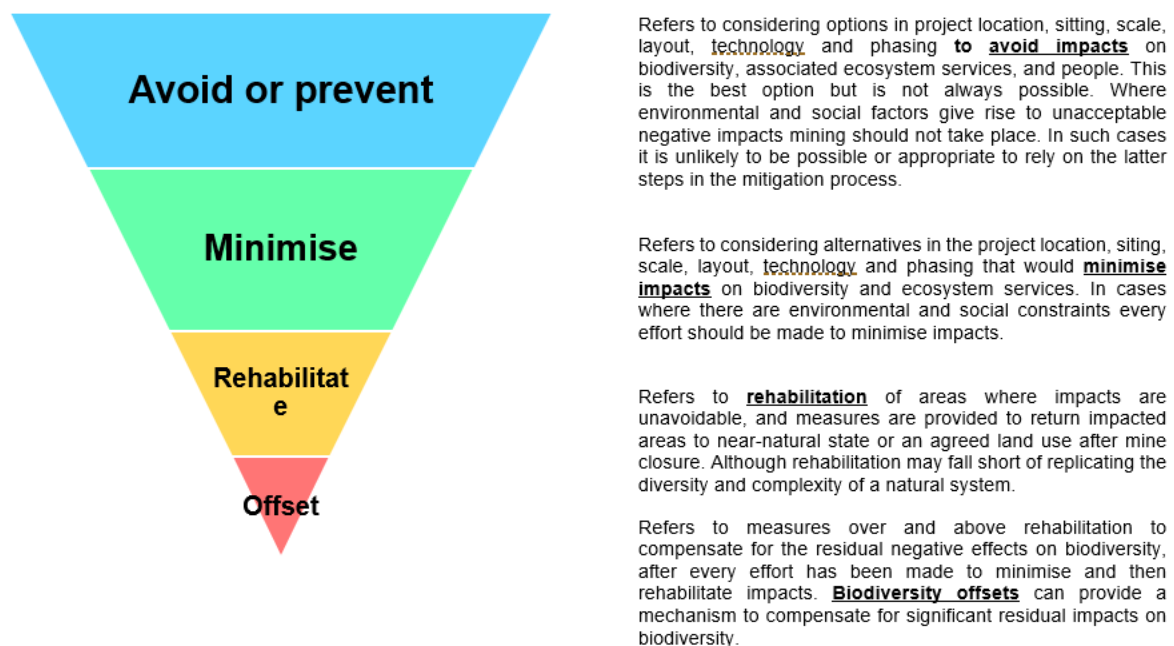 Avoid or prevent
Refers to considering options in project location, sitting, scale,
layout, technology and phasing to avoid impacts on
biodiversity, associated ecosystem services, and people. This
is the best option but is not always possible. Where
environmental and social factors give rise to unacceptable
negative impacts mining should not take place. In such cases
it is unlikely to be possible or appropriate to rely on the latter
steps in the mitigation process.
Minimise
Refers to considering alternatives in the project location, siting,
scale, layout, technology and phasing that would minimise
impacts on biodiversity and ecosystem services. In cases
where there are environmental and social constraints every
effort should be made to minimise impacts.
Rehabilitat
e
Refers to rehabilitation of areas where impacts are
unavoidable, and measures are provided to return impacted
areas to near-natural state or an agreed land use after mine
closure. Although rehabilitation may fall short of replicating the
diversity and complexity of a natural system.
Offset
Refers to measures over and above rehabilitation to
compensate for the residual negative effects on biodiversity,
after every effort has been made to minimise and then
rehabilitate impacts. Biodiversity offsets can provide a
mechanism to compensate for significant residual impacts on
biodiversity.